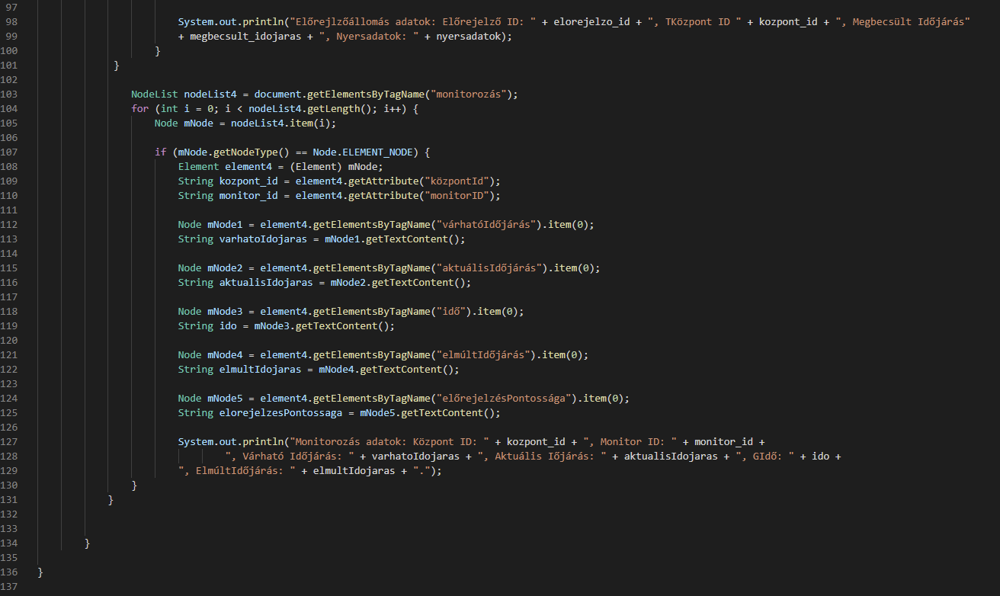 97
98 System.out.println("Előrejlzőállomás adatok: Előrejelző ID: " + elorejelzo_id + ", TKözpont ID " + kozpont_id + ", Megbecsült Időjárás"
99 + megbecsult_idojaras + ", Nyersadatok: " + nyersadatok);
100 }
101 }
102
103 NodeList nodeList4 = document.getElementsByTagName("monitorozás");
104 for (int i = 0; i < nodeList4.getLength(); i++) {
105 Node mNode = nodeList4.item(i);
106
107 if (mNode.getNodeType() == Node.ELEMENT_NODE) {
108 Element element4 = (Element) mNode;
109 String kozpont_id = element4.getAttribute("központId");
110 String monitor_id = element4.getAttribute("monitorID");
111
112 Node mNode1 = element4.getElementsByTagName("várhatóIdőjárás").item(0);
113 String varhatoIdojaras = mNode1.getTextContent();
114
115 Node mNode2 = element4.getElementsByTagName("aktuálisIdőjárás").item(0);
116 String aktualisIdojaras = mNode2.getTextContent();
117
118 Node mNode3 = element4.getElementsByTagName("idő").item(0);
119 String ido = mNode3.getTextContent();
120
121 Node mNode4 = element4.getElementsByTagName("elmúltIdőjárás").item(0);
122 String elmultIdojaras = mNode4.getTextContent();
123
124 Node mNode5 = element4.getElementsByTagName("előrejelzésPontossága").item(0);
125 String elorejelzesPontossaga = mNode5.getTextContent();
126
127 System.out.println("Monitorozás adatok: Központ ID: " + kozpont_id + ", Monitor ID: " + monitor_id +
128 ", Várható Időjárás: " + varhatoIdojaras + ", Aktuális Iőjárás: " + aktualisIdojaras + ", GIdő: " + ido +
129 ", ElmúltIdőjárás: " + elmultIdojaras + ".");
130 }
131 }
132
133
134 }
135
136 }
137